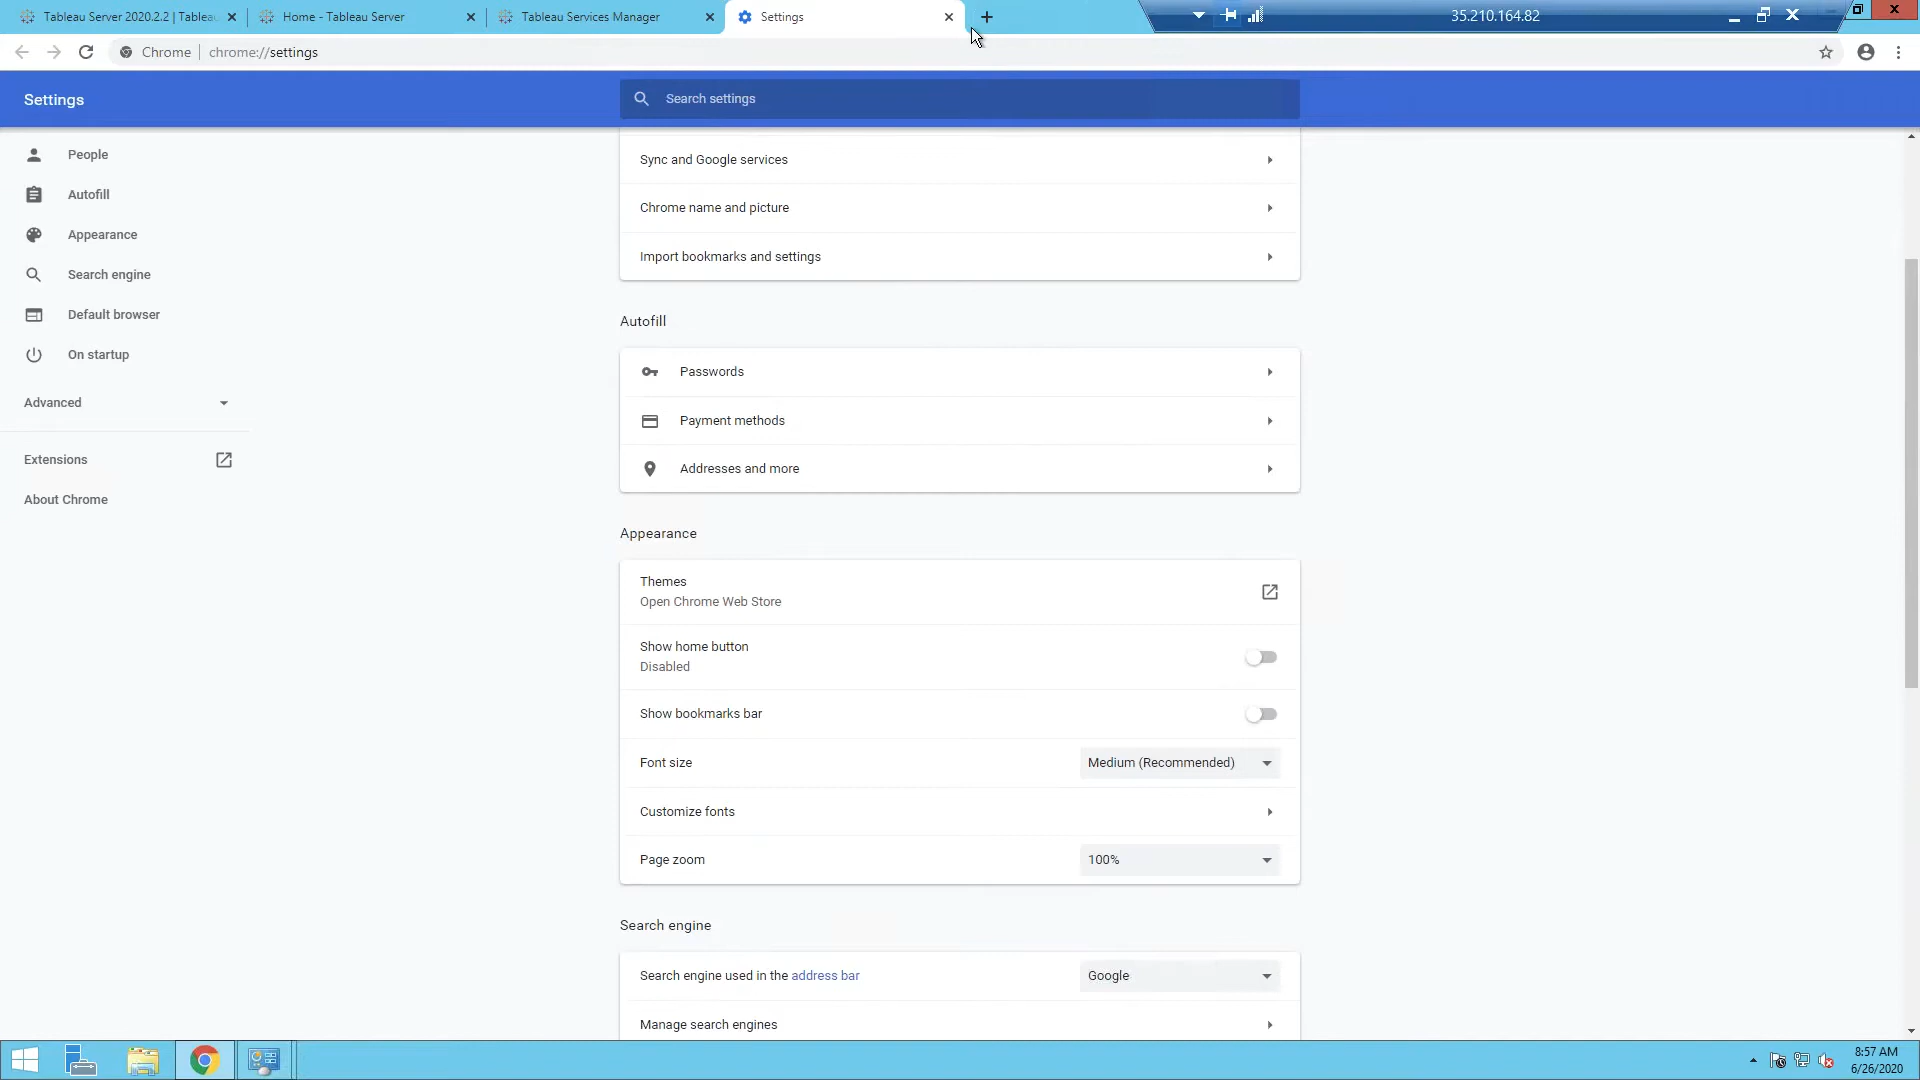 Tableau Server 2020.2.2 | Tableau
Home - Tableau Server
Tableau Services Manager
Settings
35.210.164.82
Chrome
chrome://settings
Settings
Search settings
People
Autofill
Appearance
Search engine
Default browser
On startup
Advanced
Extensions
About Chrome
Sync and Google services
Chrome name and picture
Import bookmarks and settings
Autofill
Passwords
Payment methods
Addresses and more
Appearance
Themes
Open Chrome Web Store
Show home button
Disabled
Show bookmarks bar
Font size
Medium (Recommended)
Customize fonts
Page zoom
100%
Search engine
Search engine used in the address bar
Google
Manage search engines
8:57 AM
6/26/2020